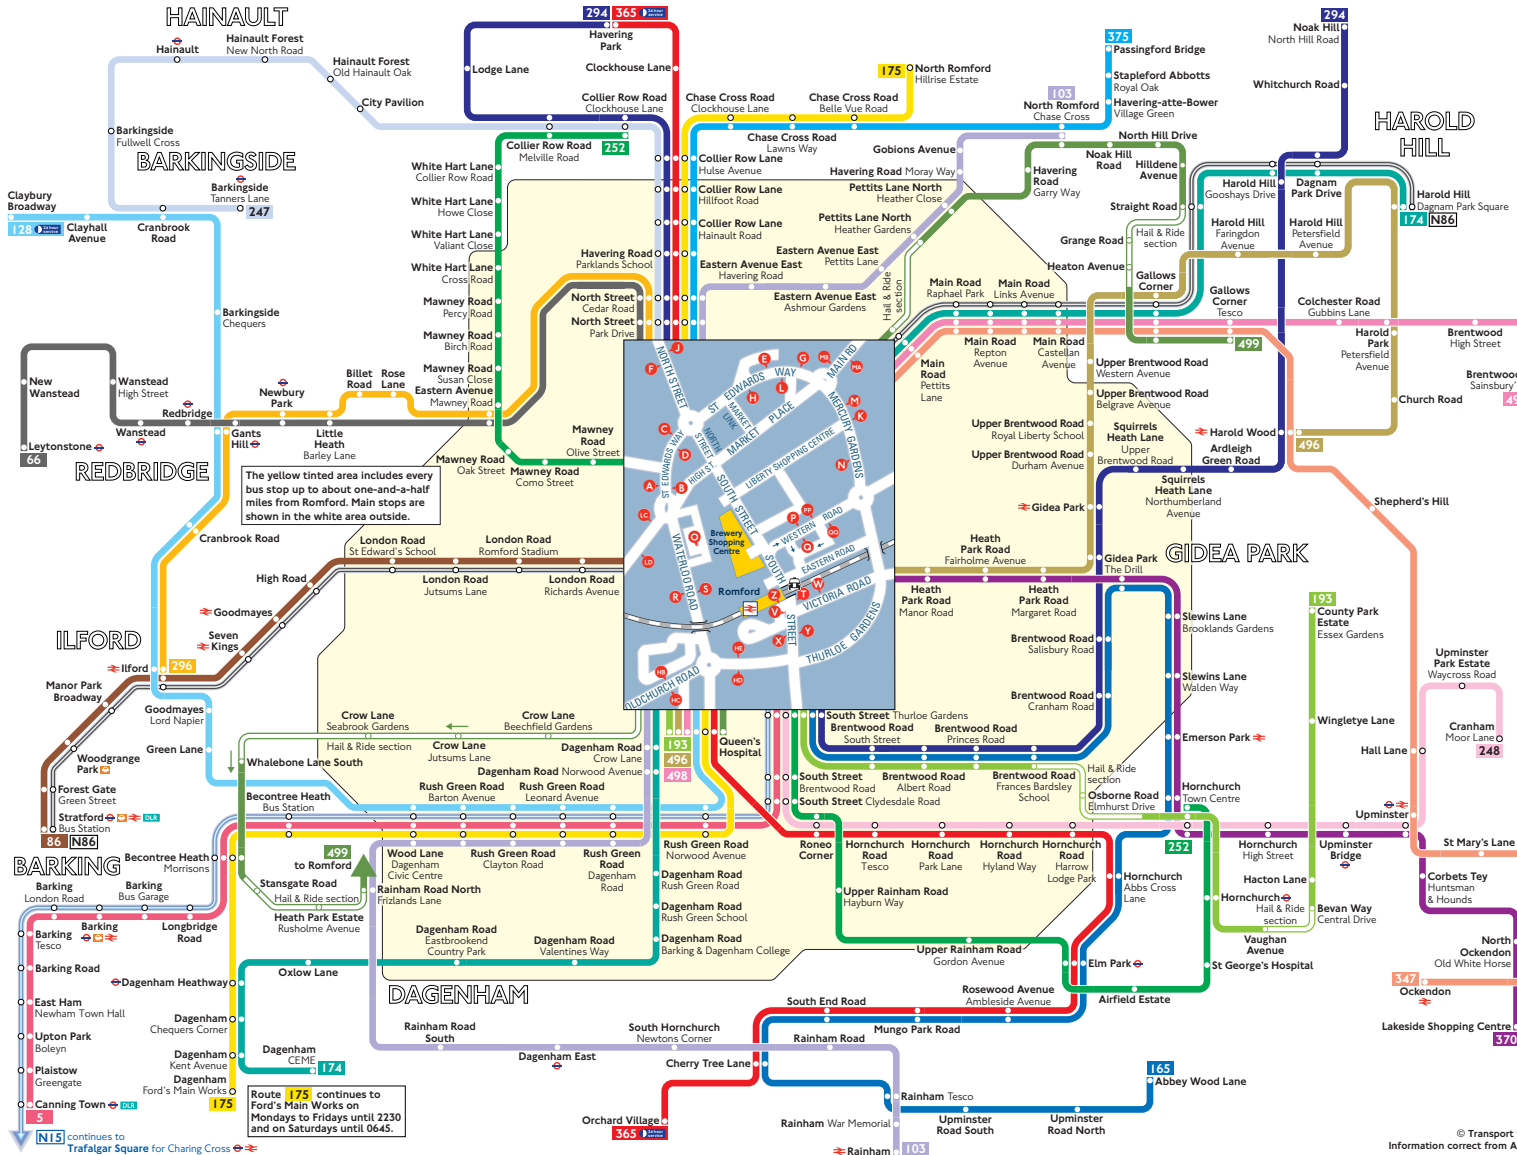 HAINAULT
Hainault
Hainault Forest
New North Road
Hainault Forest
Old Hainault Oak
City Pavilion
Barkingside
Fullwell Cross
BARKINGSIDE
Barkingside
Tanners Lane
247
Claybury
Broadway
128 24 hour service
Clayhall
Avenue
Cranbrook
Road
Barkingside
Chequers
294
365 24 hour service
Havering
Park
Lodge Lane
Clockhouse Lane
Collier Row Road
Clockhouse Lane
Collier Row Road
Melville Road
252
Chase Cross Road
Clockhouse Lane
Chase Cross Road
Belle Vue Road
Chase Cross Road
Lawns Way
175
North Romford
Hillrise Estate
103
North Romford
Chase Cross
375
Passingford Bridge
Stapleford Abbotts
Royal Oak
Havering-atte-Bower
Village Green
294
Noak Hill
North Hill Road
Whitchurch Road
HAROLD
HILL
North Hill Drive
Noak Hill
Road
Hilldene
Avenue
Gobions Avenue
Havering Road Moray Way
Havering
Road
Garry Way
Pettits Lane North
Heather Close
Pettits Lane North
Heather Gardens
Straight Road
Hail & Ride
section
Grange Road
Heaton Avenue
Harold Hill
Gooshays Drive
Dagnam
Park Drive
Harold Hill
Dagnam Park Square
174
N86
Harold Hill
Faringdon
Avenue
Harold Hill
Petersfield
Avenue
Gallows
Corner
Gallows
Corner
Tesco
499
Colchester Road
Gubbins Lane
Harold
Park
Petersfield
Avenue
Brentwood
High Street
Brentwoo
Sainsbury'
49
Church Road
Harold Wood
496
White Hart Lane
Collier Row Road
White Hart Lane
Howe Close
White Hart Lane
Valiant Close
White Hart Lane
Cross Road
Mawney Road
Percy Road
Mawney Road
Birch Road
Mawney Road
Susan Close
Eastern Avenue
Mawney Road
Mawney Road
Oak Street
Mawney Road
Como Street
Mawney
Road
Olive Street
Collier Row Lane
Hulse Avenue
Collier Row Lane
Hillfoot Road
Collier Row Lane
Hainault Road
Havering Road
Parklands School
North Street
Cedar Road
North Street
Park Drive
Eastern Avenue East
Havering Road
Eastern Avenue East
Pettits Lane
Eastern Avenue East
Ashmour Gardens
Hail & Ride
section
Main Road
Raphael Park
Main Road
Links Avenue
Main Road
Repton
Avenue
Main Road
Castellan
Avenue
Main
Road
Pettits
Lane
Upper Brentwood Road
Western Avenue
Upper Brentwood Road
Belgrave Avenue
Upper Brentwood Road
Royal Liberty School
Upper Brentwood Road
Durham Avenue
Squirrels
Heath Lane
Upper
Brentwood Road
Ardleigh
Green Road
Squirrels
Heath Lane
Northumberland
Avenue
Gidea Park
Gidea Park
The Drill
GIDEA PARK
Shepherd's Hill
New
Wanstead
Wanstead
High Street
Leytonstone
66
Wanstead
Redbridge
REDBRIDGE
Newbury
Park
Billet
Road
Rose
Lane
Gants
Hill
Little
Heath
Barley Lane
The yellow tinted area includes every
bus stop up to about one-and-a-half
miles from Romford. Main stops are
shown in the white area outside.
Cranbrook Road
High Road
Goodmayes
Seven
Kings
ILFORD
Ilford
296
Manor Park
Broadway
Goodmayes
Lord Napier
Green Lane
Woodgrange
Park
Forest Gate
Green Street
Stratford DLR
Bus Station
86
N86
London Road
St Edward's School
London Road
Romford Stadium
London Road
Jutsums Lane
London Road
Richards Avenue
NORTH STREET
ST EDWARDS WAY
MAIN RD
MARKET
LINK
MARKET PLACE
MERCURY GARDENS
NORTH
STREET
HIGH ST.
ST EDWARDS WAY
LIBERTY SHOPPING CENTRE
SOUTH STREET
WESTERN ROAD
EASTERN ROAD
Brewery
Shopping
Centre
WATERLOO ROAD
SOUTH
STREET
Romford
VICTORIA ROAD
THURLOE GARDENS
OLDCHURCH ROAD
J
F
E
G
MB
MA
H
L
M
K
C
D
N
A
B
LC
P
PP
QO
O
Q
LD
R
S
Z
T
W
V
X
Y
HE
HB
HD
HC
Heath
Park Road
Fairholme Avenue
Heath
Park Road
Manor Road
Heath
Park Road
Margaret Road
Brentwood Road
Salisbury Road
Brentwood Road
Cranham Road
Slewins Lane
Brooklands Gardens
Slewins Lane
Walden Way
Emerson Park
193
County Park
Estate
Essex Gardens
Wingletye Lane
Upminster
Park Estate
Waycross Road
Cranham
Moor Lane
248
Hall Lane
Upminster
St Mary's Lane
Corbets Tey
Huntsman
& Hounds
North
Ockendon
Old White Horse
347
Ockendon
Lakeside Shopping Centre
370
Crow Lane
Seabrook Gardens
Crow Lane
Beechfield Gardens
Hail & Ride section
Crow Lane
Jutsums Lane
Whalebone Lane South
Dagenham Road
Crow Lane
Dagenham Road Norwood Avenue
193
496
498
Queen's
Hospital
South Street Thurloe Gardens
Brentwood Road
South Street
Brentwood Road
Princes Road
South Street
Brentwood Road
South Street Clydesdale Road
Brentwood Road
Albert Road
Brentwood Road
Frances Bardsley
School
Hail & Ride
section
Osborne Road
Elmhurst Drive
Hornchurch
Town Centre
252
Becontree Heath
Bus Station
Rush Green Road
Barton Avenue
Rush Green Road
Leonard Avenue
Becontree Heath
Morrisons
499
to Romford
Wood Lane
Dagenham
Civic Centre
Rush Green Road
Clayton Road
Rush Green
Road
Dagenham
Road
Rush Green Road
Norwood Avenue
Roneo
Corner
Hornchurch
Road
Tesco
Hornchurch
Road
Park Lane
Hornchurch
Road
Hyland Way
Hornchurch
Road
Harrow
Lodge Park
Hornchurch
Abbs Cross
Lane
Hornchurch
High Street
Upminster
Bridge
Hacton Lane
Hornchurch
Hail & Ride
section
Bevan Way
Central Drive
Vaughan
Avenue
St George's Hospital
BARKING
Barking
London Road
Barking
Bus Garage
Barking
Longbridge
Road
Barking
Tesco
Barking Road
East Ham
Newham Town Hall
Upton Park
Boleyn
Plaistow
Greengate
Canning Town DLR
5
N15 continues to
Trafalgar Square for Charing Cross
Stansgate Road
Hail & Ride section
Heath Park Estate
Rusholme Avenue
Rainham Road North
Frizlands Lane
Dagenham Road
Rush Green Road
Dagenham Road
Rush Green School
Dagenham Road
Barking & Dagenham College
Dagenham Road
Eastbrookend
Country Park
Dagenham Road
Valentines Way
Oxlow Lane
DAGENHAM
Dagenham Heathway
Dagenham
Chequers Corner
Dagenham
Kent Avenue
Dagenham
Ford's Main Works
175
Dagenham
CEME
174
Route 175 continues to
Ford's Main Works on
Mondays to Fridays until 2230
and on Saturdays until 0645.
Upper Rainham Road
Hayburn Way
Upper Rainham Road
Gordon Avenue
Elm Park
Airfield Estate
Rosewood Avenue
Ambleside Avenue
South End Road
Mungo Park Road
Rainham Road
South
Dagenham East
South Hornchurch
Newtons Corner
Rainham Road
Cherry Tree Lane
Orchard Village
365 24 hour service
Rainham Tesco
Rainham War Memorial
Rainham
103
Upminster
Road South
Upminster
Road North
165
Abbey Wood Lane
© Transport
Information correct from A